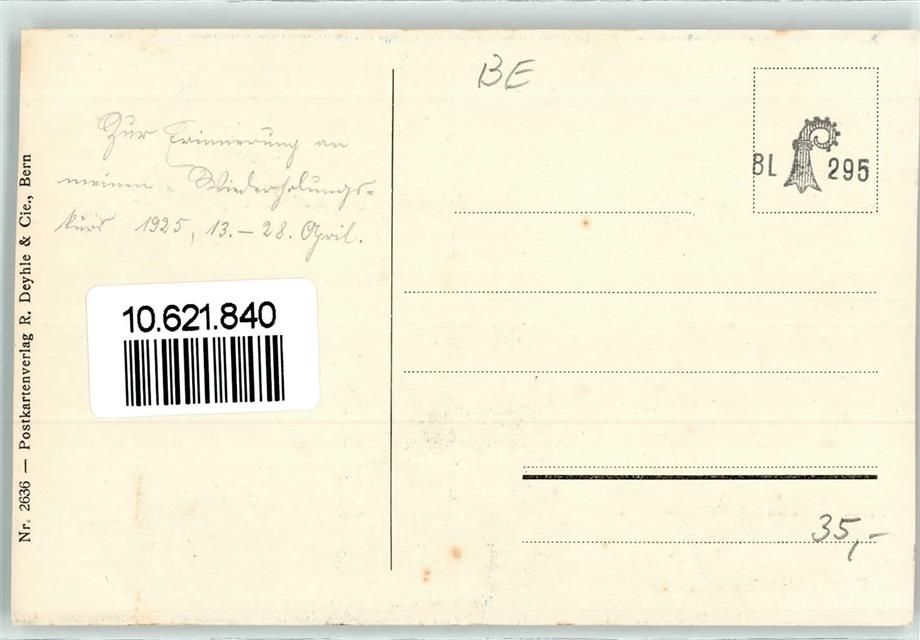 Nr. 2636 — Postkartenverlag R. Deyhle & Cie., Bern
Zur Erinnerung an
meinen Wiederholungs-
kurs 1925, 13.–28. April.
10.621.840
BE
BL 295
35,-